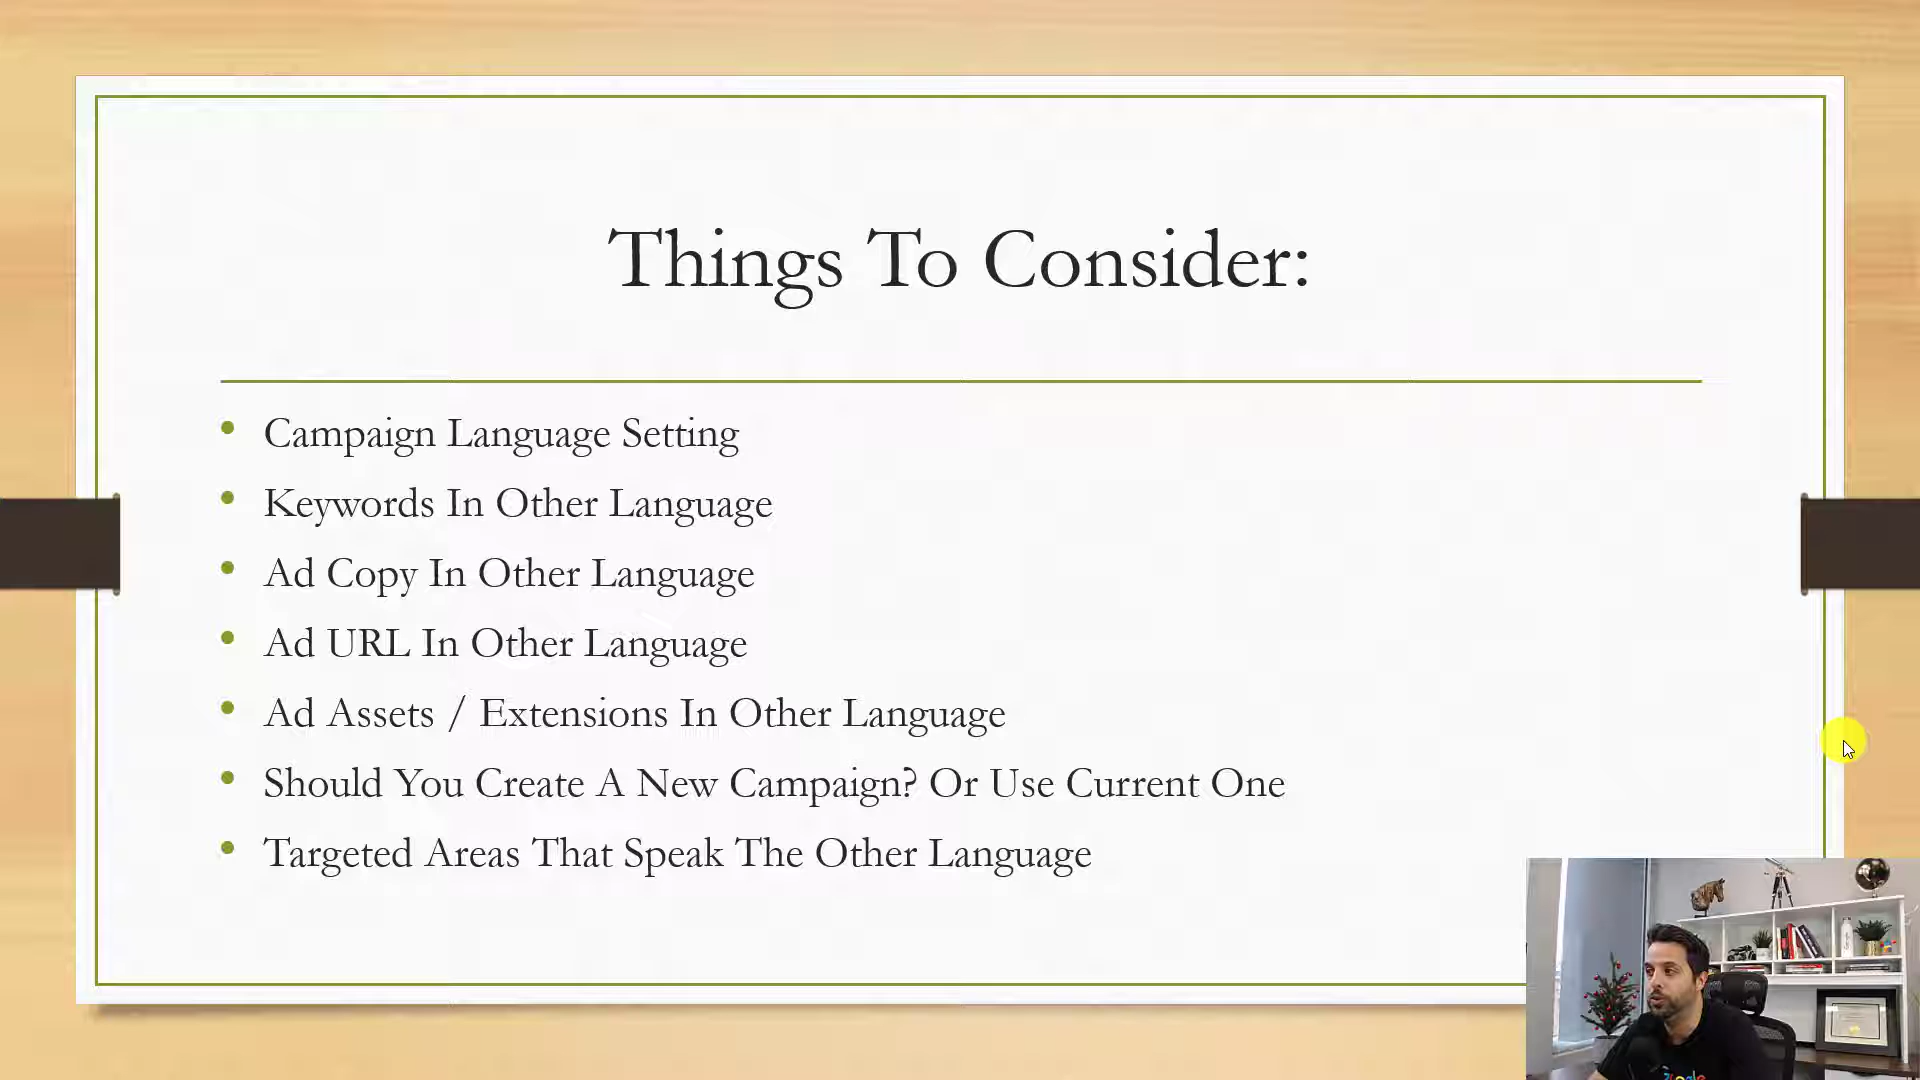 Things To Consider:
Campaign Language Setting
Keywords In Other Language
Ad Copy In Other Language
Ad URL In Other Language
Ad Assets / Extensions In Other Language
Should You Create A New Campaign? Or Use Current One
Targeted Areas That Speak The Other Language